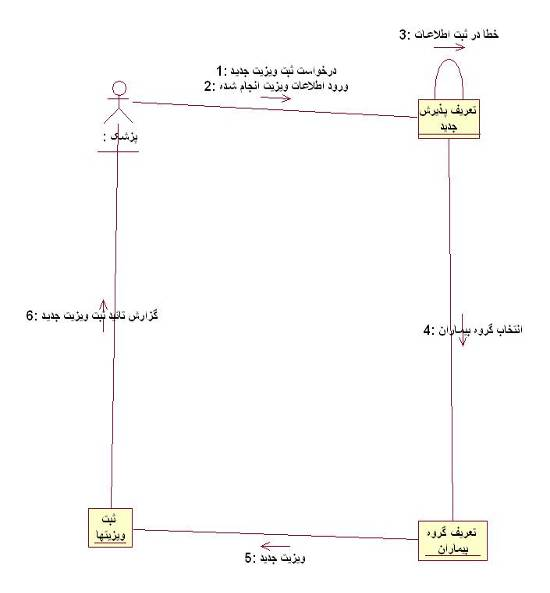 3: خطا در ثبت اطلاعات
1: درخواست ثبت ویزیت جدید
2: ورود اطلاعات ویزیت انجام شده
تعریف پذیرش
جدید
پزشک :
6: گزارش تائید ثبت ویزیت جدید
4: انتخاب گروه بیماران
ثبت
ویزیتها
تعریف گروه
بیماران
5: ویزیت جدید